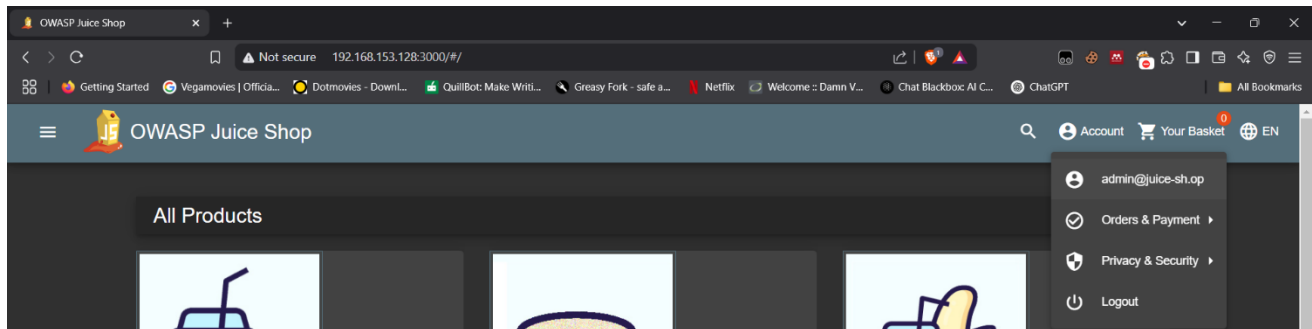 OWASP Juice Shop
Not secure 192.168.153.128:3000/#/
Getting Started Vegamovies | Officia... Dotmovies - Downl... QuillBot: Make Writi... Greasy Fork - safe a... Netflix Welcome :: Damn V... Chat Blackbox: AI C... ChatGPT All Bookmarks
OWASP Juice Shop Account Your Basket 0 EN
admin@juice-sh.op
All Products
Orders & Payment
Privacy & Security
Logout